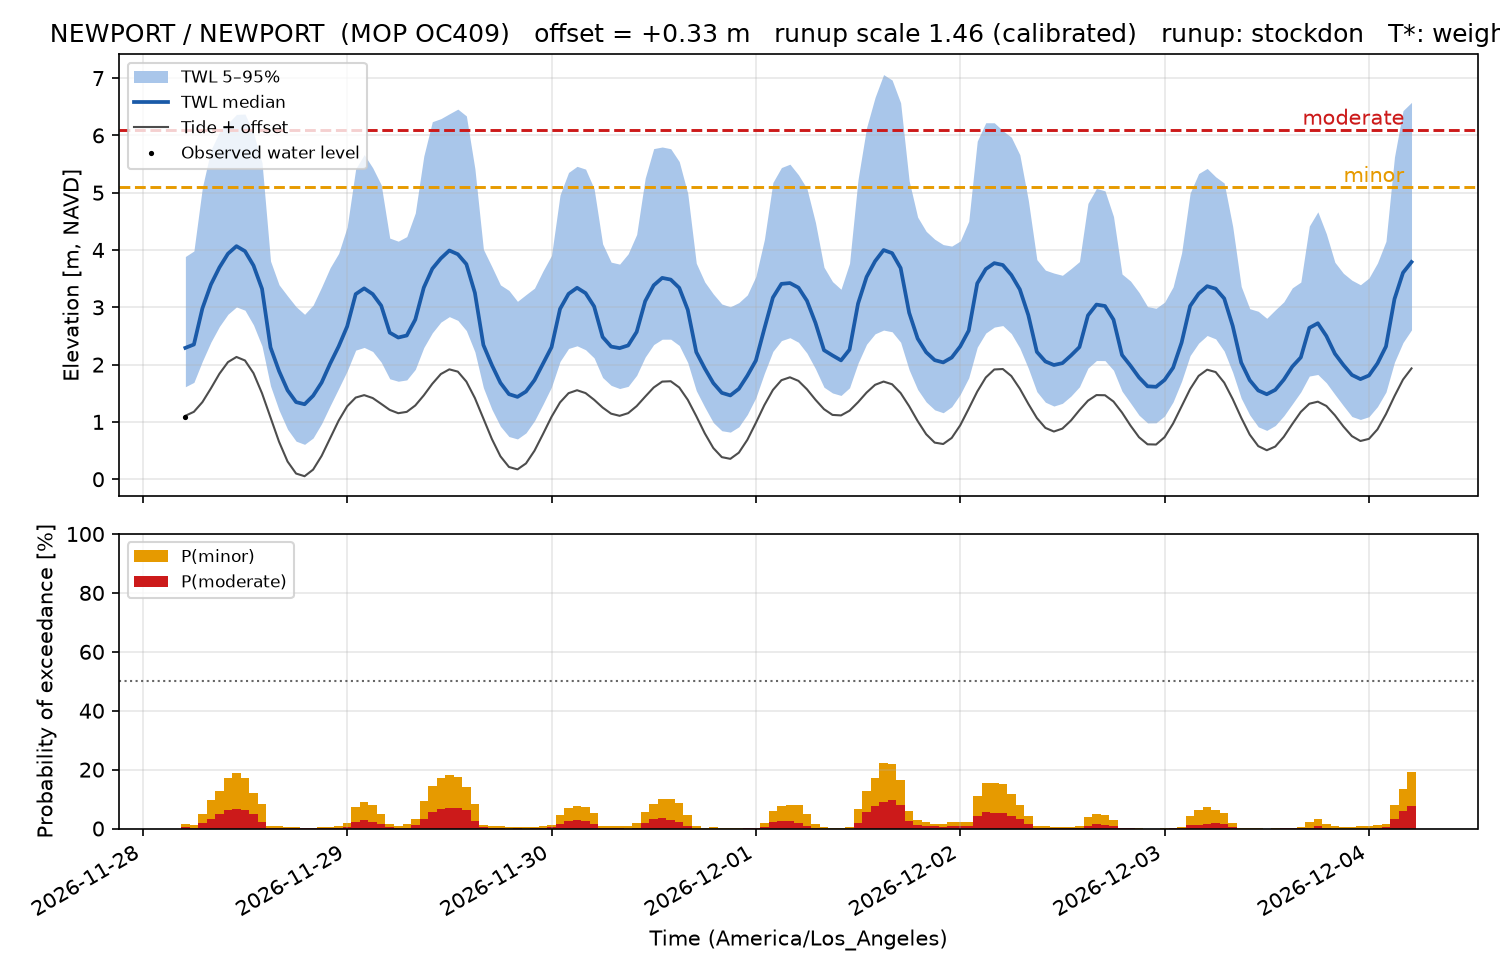 NEWPORT / NEWPORT (MOP OC409) offset = +0.33 m runup scale 1.46 (calibrated) runup: stockdon T*:
TWL 5–95%
TWL median
Tide + offset
Observed water level
moderate
minor
Elevation [m, NAVD]
7
6
5
4
3
2
1
0
P(minor)
P(moderate)
Probability of exceedance [%]
100
80
60
40
20
0
2026-11-28
2026-11-29
2026-11-30
2026-12-01
2026-12-02
2026-12-03
2026-12-04
Time (America/Los_Angeles)